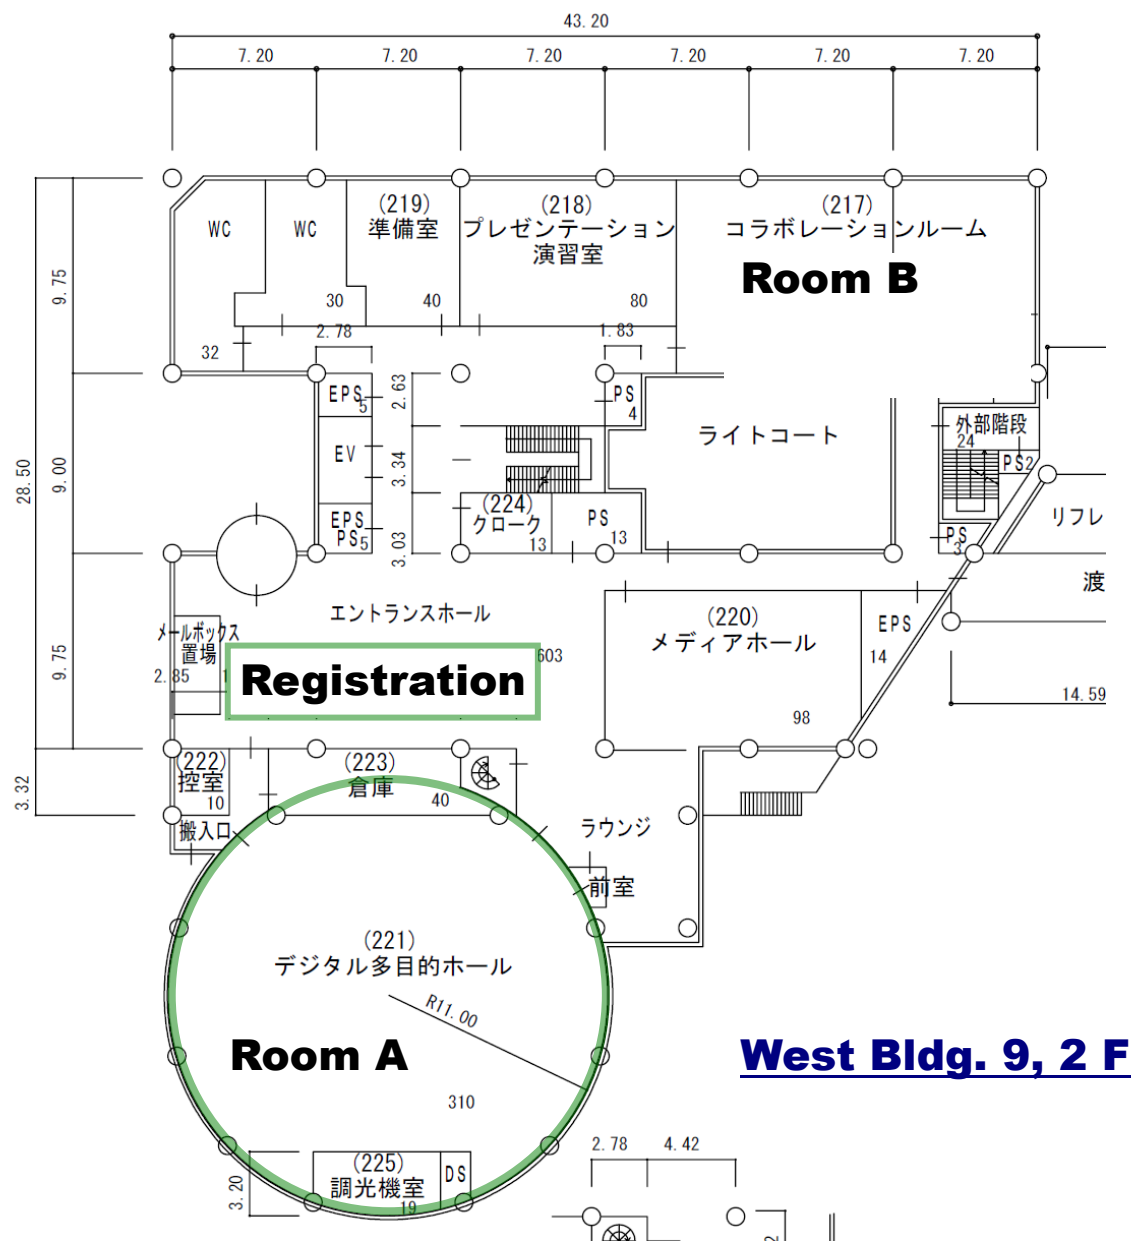 43.20
7.20 7.20 7.20 7.20 7.20 7.20
WC
WC
(219)
準備室
(218)
プレゼンテーション
演習室
(217)
コラボレーションルーム
Room B
9.75
30
40
80
2.78
1.83
32
EPS
5
2.63
PS
4
ライトコート
外部階段
24
PS2
EV
3.34
28.50
9.00
(224)
クローク
13
PS
13
EPS
PS5
3.03
PS
3
リフレ
渡
エントランスホール
603
メールボックス
置場
2.85
Registration
9.75
(220)
メディアホール
98
EPS
14
14.59
3.32
(222)
控室
10
(223)
倉庫
40
搬入口
ラウンジ
前室
(221)
デジタル多目的ホール
R11.00
Room A
310
West Bldg. 9, 2 F
(225)
調光機室
19
DS
3.20
2.78 4.42